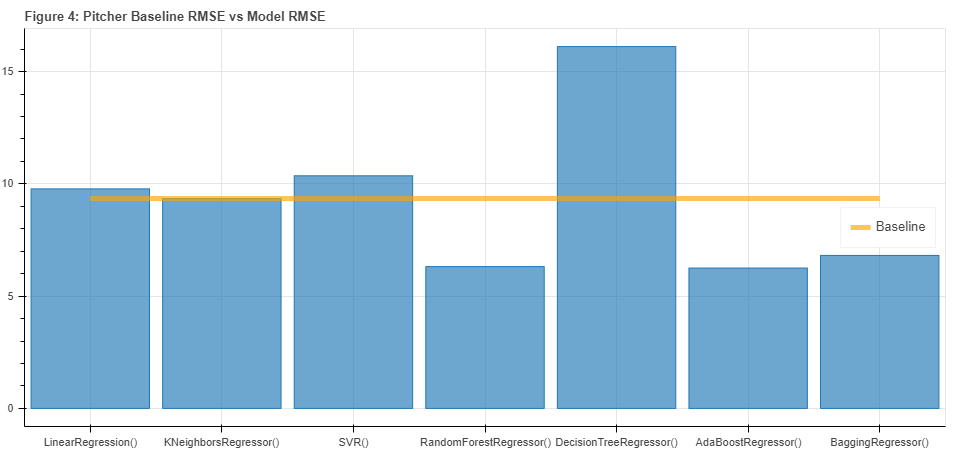 Figure 4: Pitcher Baseline RMSE vs Model RMSE
15
10
5
0
Baseline
LinearRegression() KNeighborsRegressor() SVR() RandomForestRegressor() DecisionTreeRegressor() AdaBoostRegressor() BaggingRegressor()